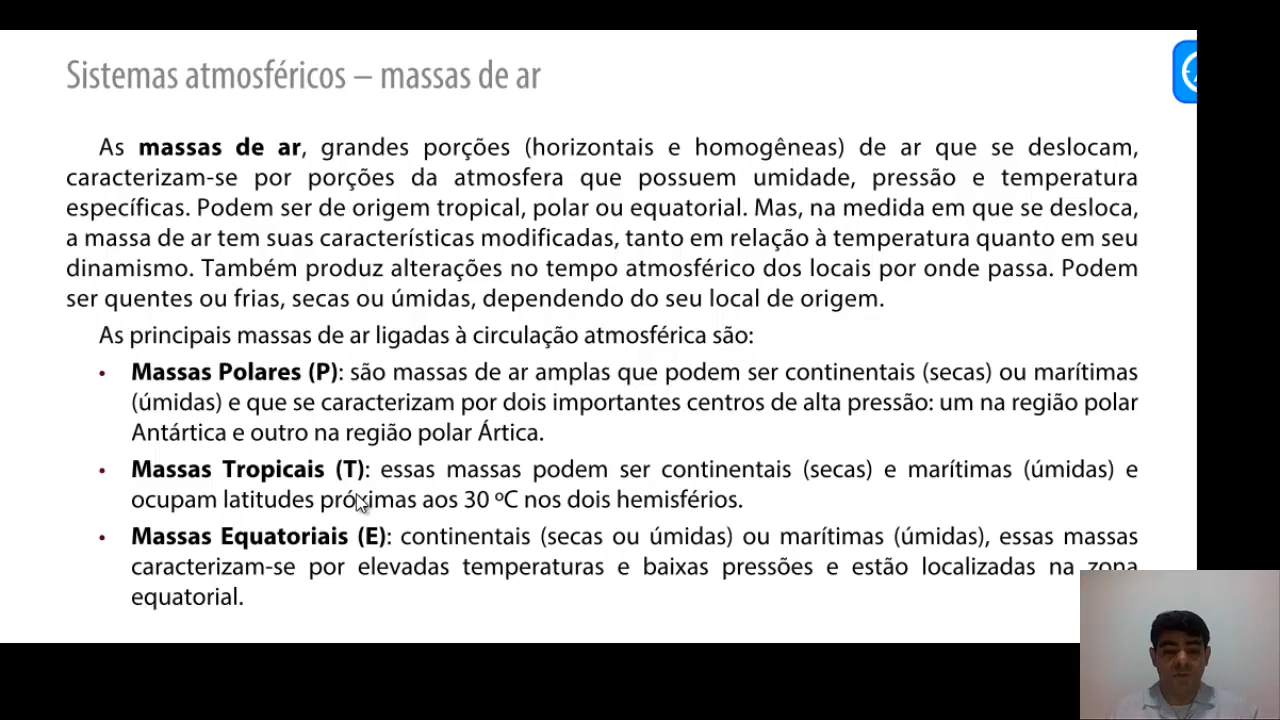 Sistemas atmosféricos – massas de ar
As massas de ar, grandes porções (horizontais e homogêneas) de ar que se deslocam,
caracterizam-se por porções da atmosfera que possuem umidade, pressão e temperatura
específicas. Podem ser de origem tropical, polar ou equatorial. Mas, na medida em que se desloca,
a massa de ar tem suas características modificadas, tanto em relação à temperatura quanto em seu
dinamismo. Também produz alterações no tempo atmosférico dos locais por onde passa. Podem
ser quentes ou frias, secas ou úmidas, dependendo do seu local de origem.
As principais massas de ar ligadas à circulação atmosférica são:
• Massas Polares (P): são massas de ar amplas que podem ser continentais (secas) ou marítimas
(úmidas) e que se caracterizam por dois importantes centros de alta pressão: um na região polar
Antártica e outro na região polar Ártica.
• Massas Tropicais (T): essas massas podem ser continentais (secas) e marítimas (úmidas) e
ocupam latitudes próximas aos 30 ºC nos dois hemisférios.
• Massas Equatoriais (E): continentais (secas ou úmidas) ou marítimas (úmidas), essas massas
caracterizam-se por elevadas temperaturas e baixas pressões e estão localizadas na zona
equatorial.